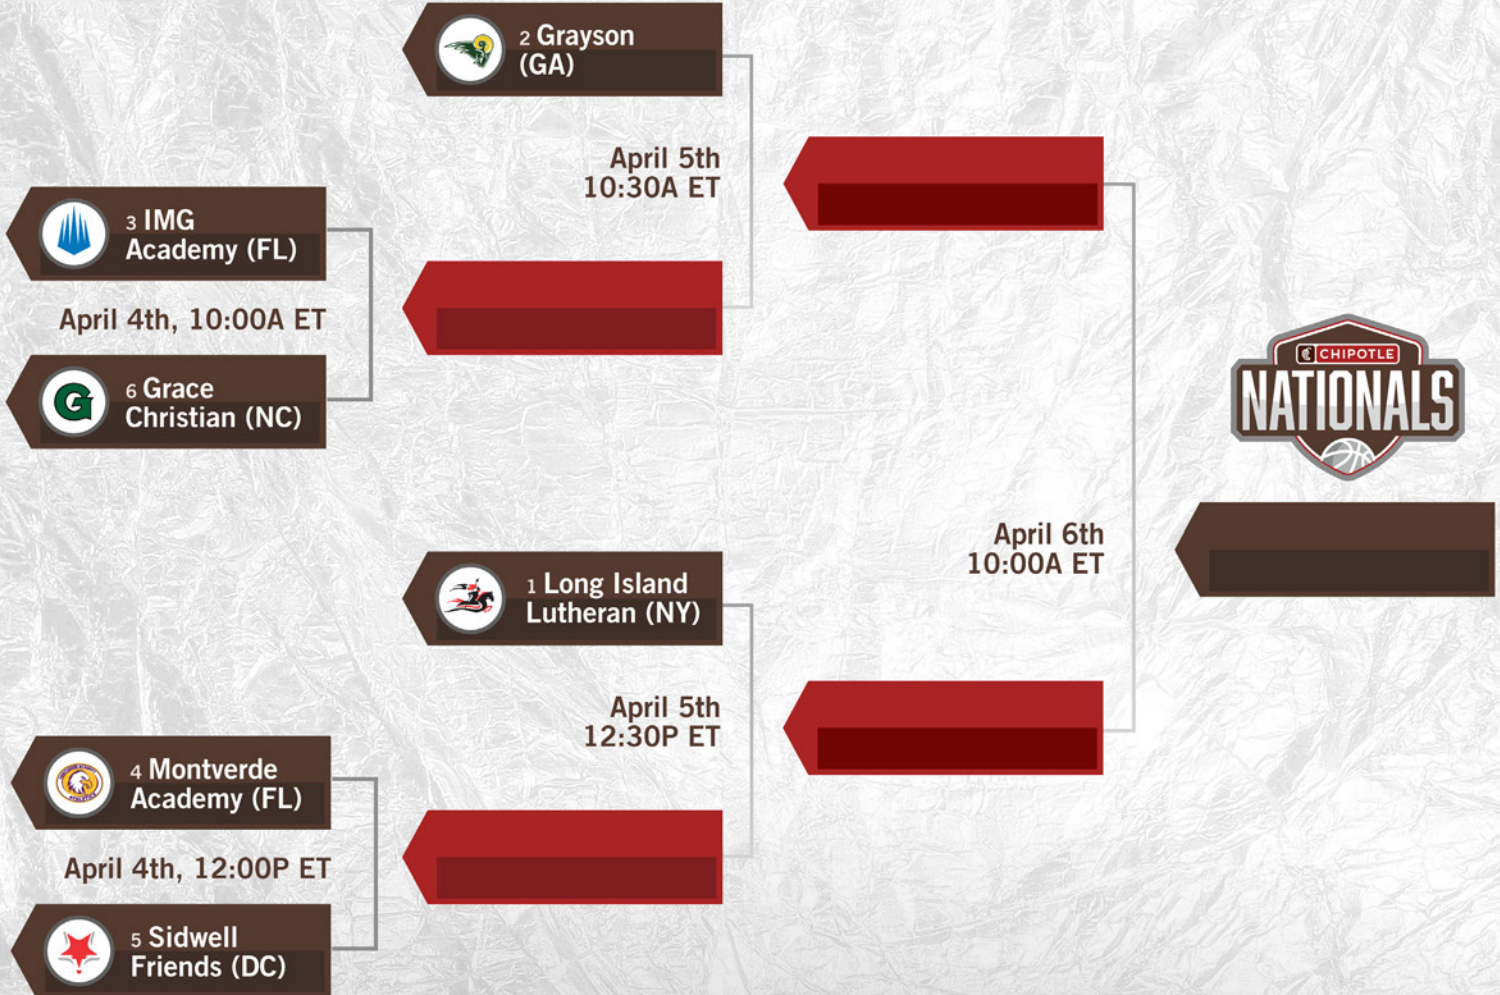 2 Grayson
(GA)
April 5th
10:30A ET
3 IMG
Academy (FL)
April 4th, 10:00A ET
6 Grace
Christian (NC)
CHIPOTLE
NATIONALS
April 6th
10:00A ET
1 Long Island
Lutheran (NY)
April 5th
12:30P ET
4 Montverde
Academy (FL)
April 4th, 12:00P ET
5 Sidwell
Friends (DC)